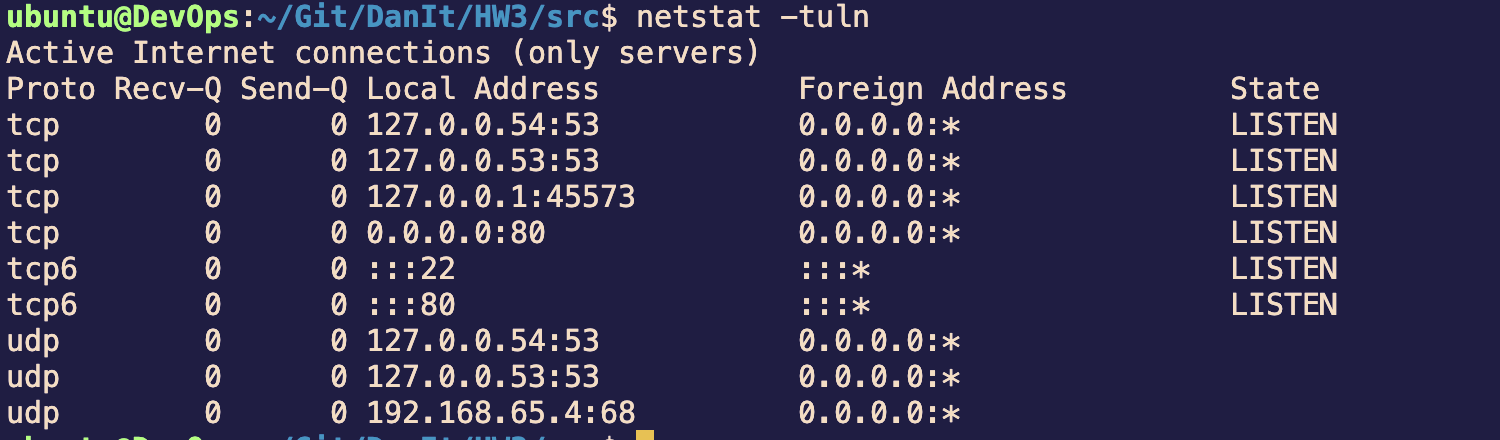 ubuntu@DevOps:~/Git/DanIt/HW3/src$ netstat -tuln
Active Internet connections (only servers)
Proto Recv-Q Send-Q Local Address           Foreign Address         State
tcp        0      0 127.0.0.54:53           0.0.0.0:*               LISTEN
tcp        0      0 127.0.0.53:53           0.0.0.0:*               LISTEN
tcp        0      0 127.0.0.1:45573         0.0.0.0:*               LISTEN
tcp        0      0 0.0.0.0:80              0.0.0.0:*               LISTEN
tcp6       0      0 :::22                   :::*                    LISTEN
tcp6       0      0 :::80                   :::*                    LISTEN
udp        0      0 127.0.0.54:53           0.0.0.0:*
udp        0      0 127.0.0.53:53           0.0.0.0:*
udp        0      0 192.168.65.4:68         0.0.0.0:*
ubuntu@DevOps:~/Git/DanIt/HW3/src$